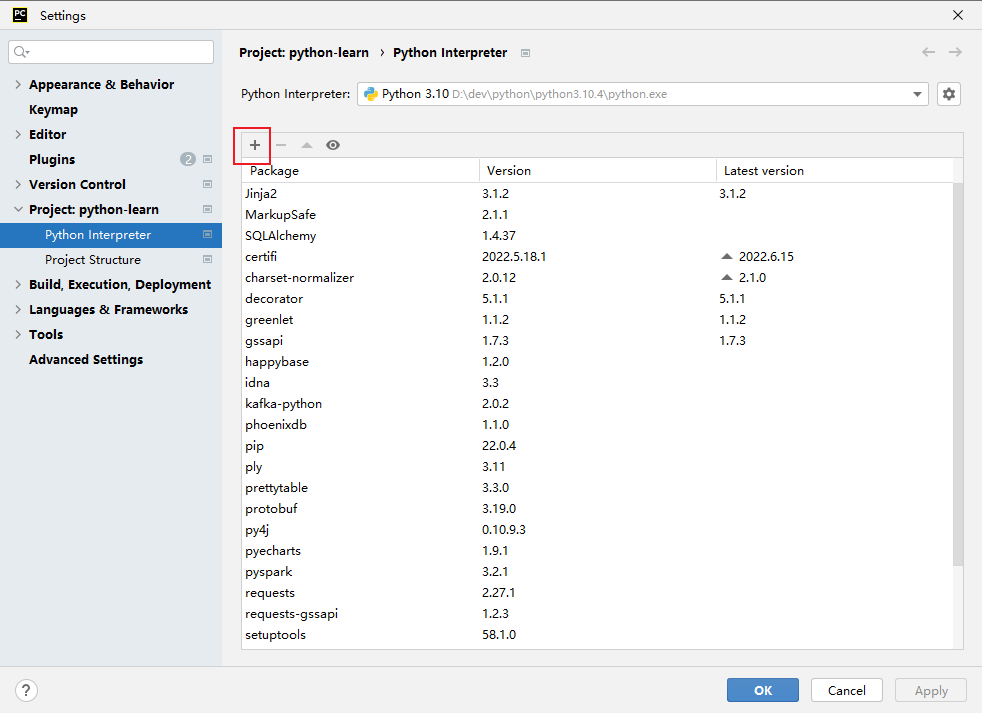 PC Settings
Project: python-learn › Python Interpreter
Appearance & Behavior
Keymap
Editor
Plugins 2
Version Control
Project: python-learn
Python Interpreter
Project Structure
Build, Execution, Deployment
Languages & Frameworks
Tools
Advanced Settings
Python Interpreter: Python 3.10 D:\dev\python\python3.10.4\python.exe
Package Version Latest version
Jinja2 3.1.2 3.1.2
MarkupSafe 2.1.1
SQLAlchemy 1.4.37
certifi 2022.5.18.1 2022.6.15
charset-normalizer 2.0.12 2.1.0
decorator 5.1.1 5.1.1
greenlet 1.1.2 1.1.2
gssapi 1.7.3 1.7.3
happybase 1.2.0
idna 3.3
kafka-python 2.0.2
phoenixdb 1.1.0
pip 22.0.4
ply 3.11
prettytable 3.3.0
protobuf 3.19.0
py4j 0.10.9.3
pyecharts 1.9.1
pyspark 3.2.1
requests 2.27.1
requests-gssapi 1.2.3
setuptools 58.1.0
? OK Cancel Apply